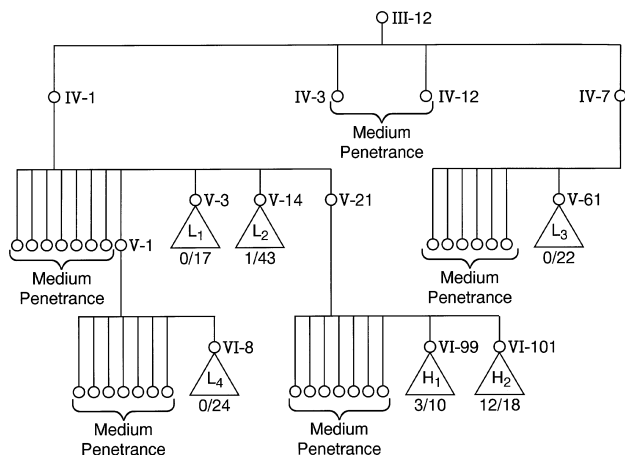 III-12
IV-1
IV-3
IV-12
IV-7
Medium
Penetrance
V-3
V-14
V-21
V-61
L1
L2
L3
V-1
0/17
1/43
0/22
Medium
Penetrance
Medium
Penetrance
VI-8
VI-99
VI-101
L4
H1
H2
0/24
3/10
12/18
Medium
Penetrance
Medium
Penetrance